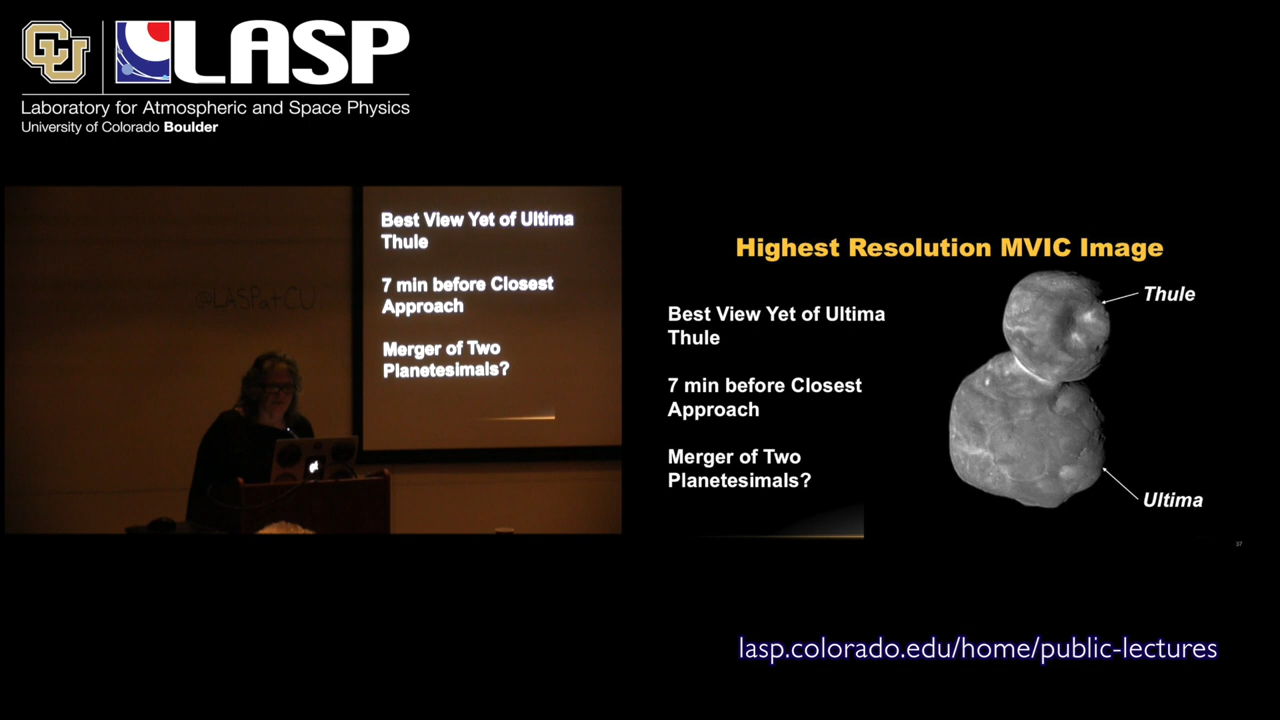 CU LASP
Laboratory for Atmospheric and Space Physics
University of Colorado Boulder
@LASPatCU
Best View Yet of Ultima
Thule
7 min before Closest
Approach
Merger of Two
Planetesimals?
Highest Resolution MVIC Image
Best View Yet of Ultima
Thule
7 min before Closest
Approach
Merger of Two
Planetesimals?
Thule
Ultima
37
lasp.colorado.edu/home/public-lectures